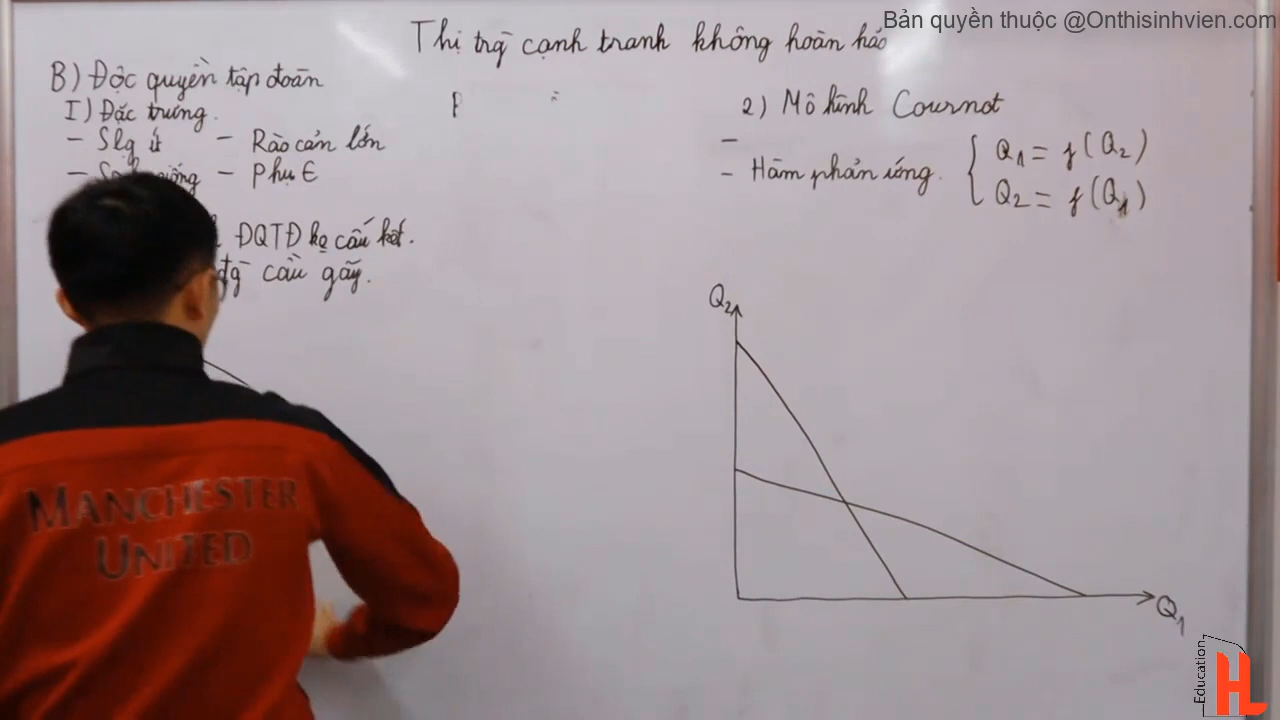 Bản quyền thuộc @Onthisinhvien.com
Thị trg cạnh tranh không hoàn hảo
B) Độc quyền tập đoàn
I) Đặc trưng.
- Slg ít - Rào cản lớn
- giống - Phụ ∈
ĐQTĐ ko cấu kết.
đg cầu gãy.
P
2) Mô hình Cournot
-
- Hàm phản ứng. { Q1 = f(Q2)
Q2 = f(Q1)
Q2
Q1
MANCHESTER
UNITED
Education
HL